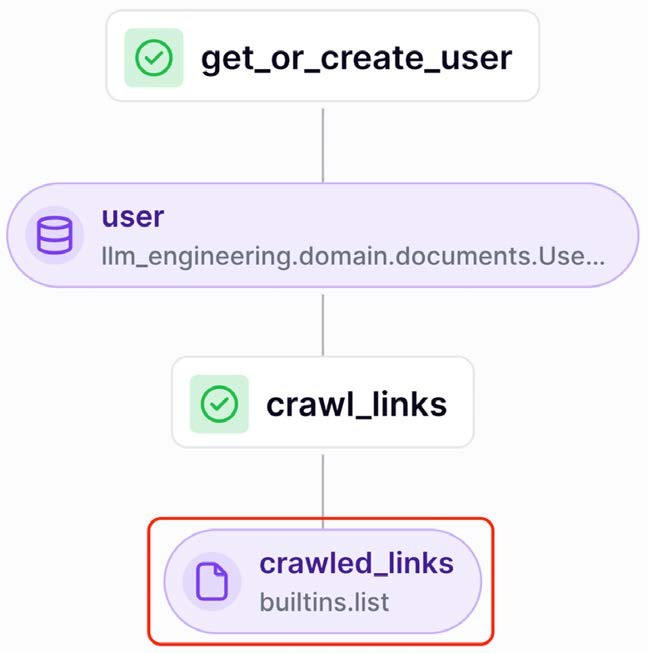 get_or_create_user
user
llm_engineering.domain.documents.Use...
crawl_links
crawled_links
builtins.list